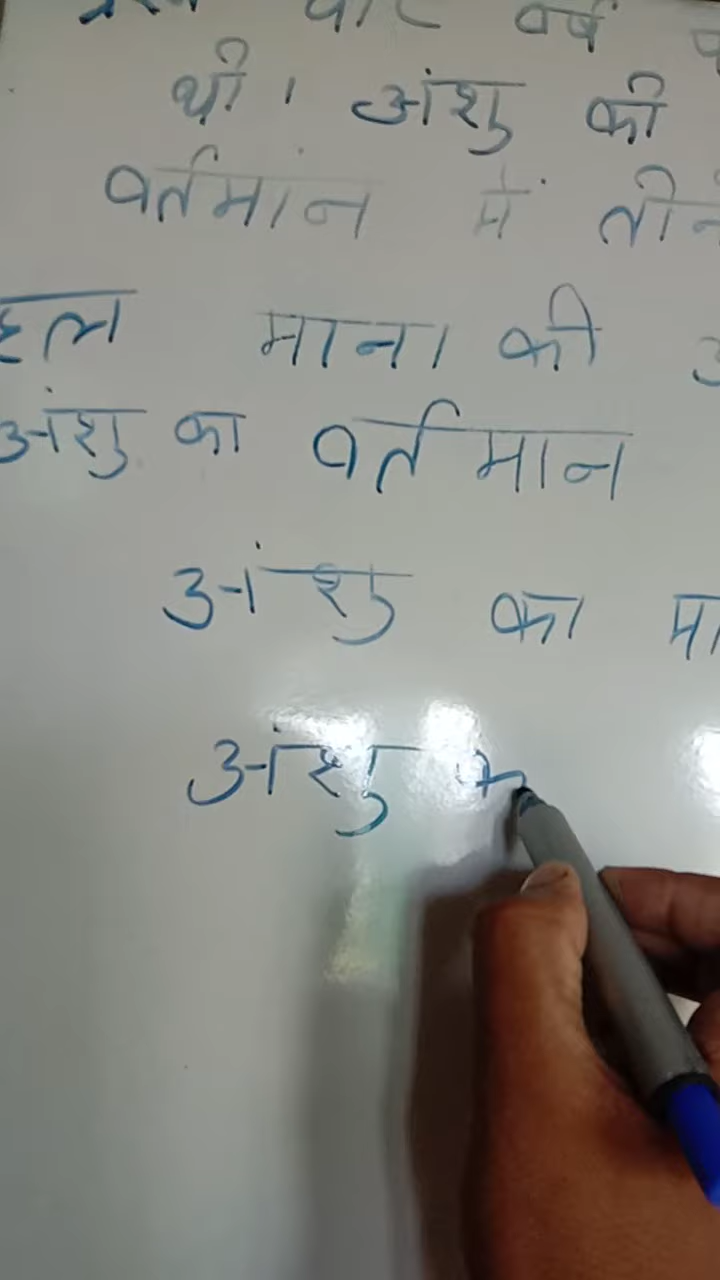 चार वर्ष
थी। अंशु की
वर्तमांन में तीन
हल माना की
अंशु का वर्तमान
अंशु का
अंशु